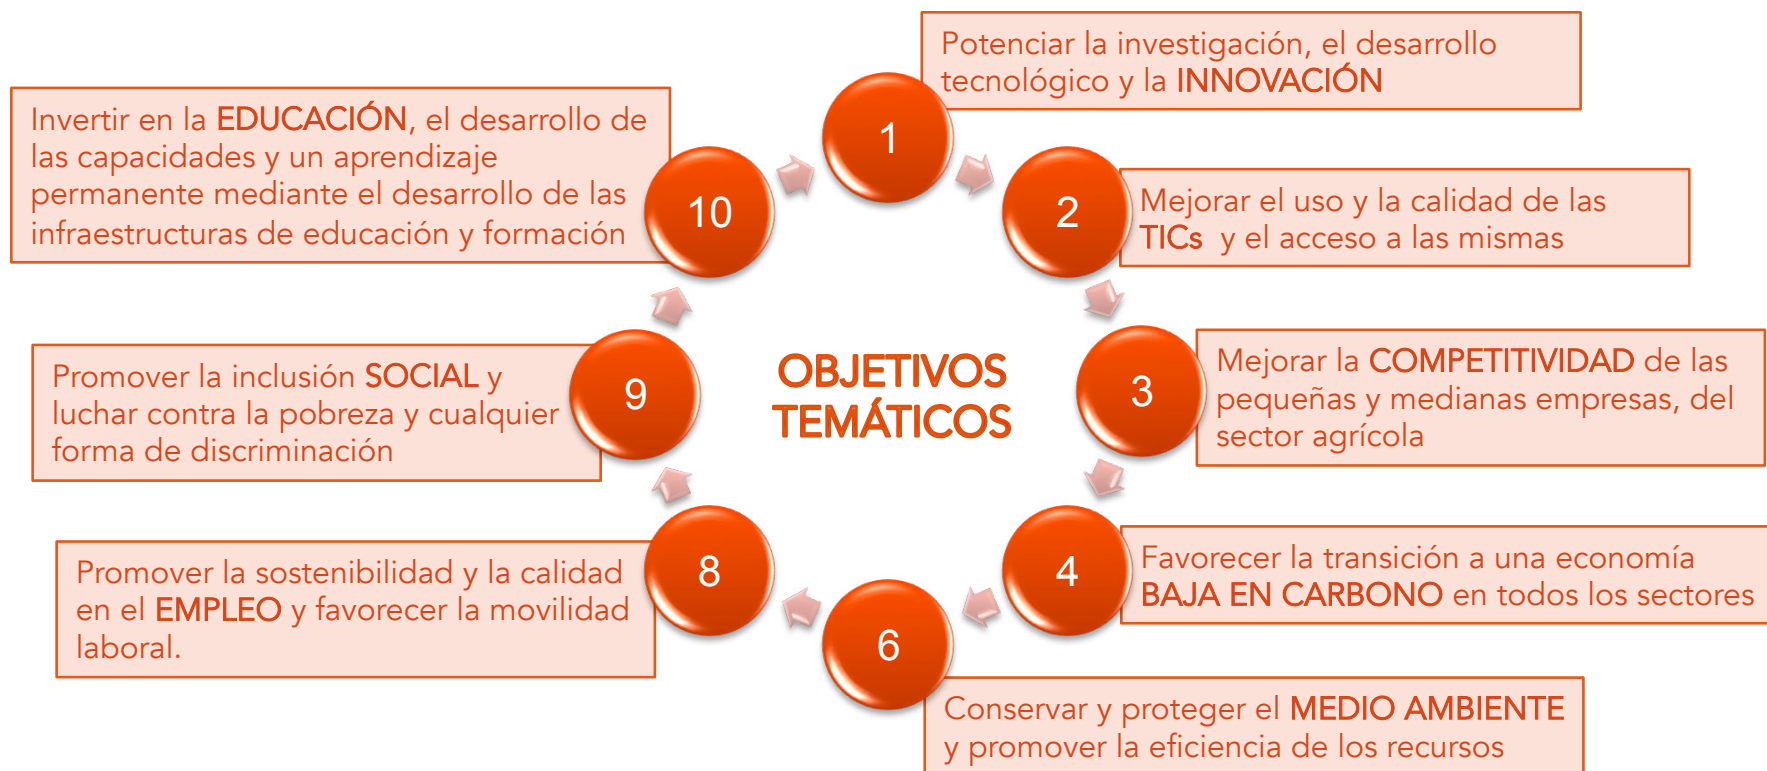 1
Potenciar la investigación, el desarrollo
tecnológico y la INNOVACIÓN
2
Mejorar el uso y la calidad de las
TICs y el acceso a las mismas
3
Mejorar la COMPETITIVIDAD de las
pequeñas y medianas empresas, del
sector agrícola
4
Favorecer la transición a una economía
BAJA EN CARBONO en todos los sectores
6
Conservar y proteger el MEDIO AMBIENTE
y promover la eficiencia de los recursos
8
Promover la sostenibilidad y la calidad
en el EMPLEO y favorecer la movilidad
laboral.
9
Promover la inclusión SOCIAL y
luchar contra la pobreza y cualquier
forma de discriminación
10
Invertir en la EDUCACIÓN, el desarrollo de
las capacidades y un aprendizaje
permanente mediante el desarrollo de las
infraestructuras de educación y formación
OBJETIVOS
TEMÁTICOS